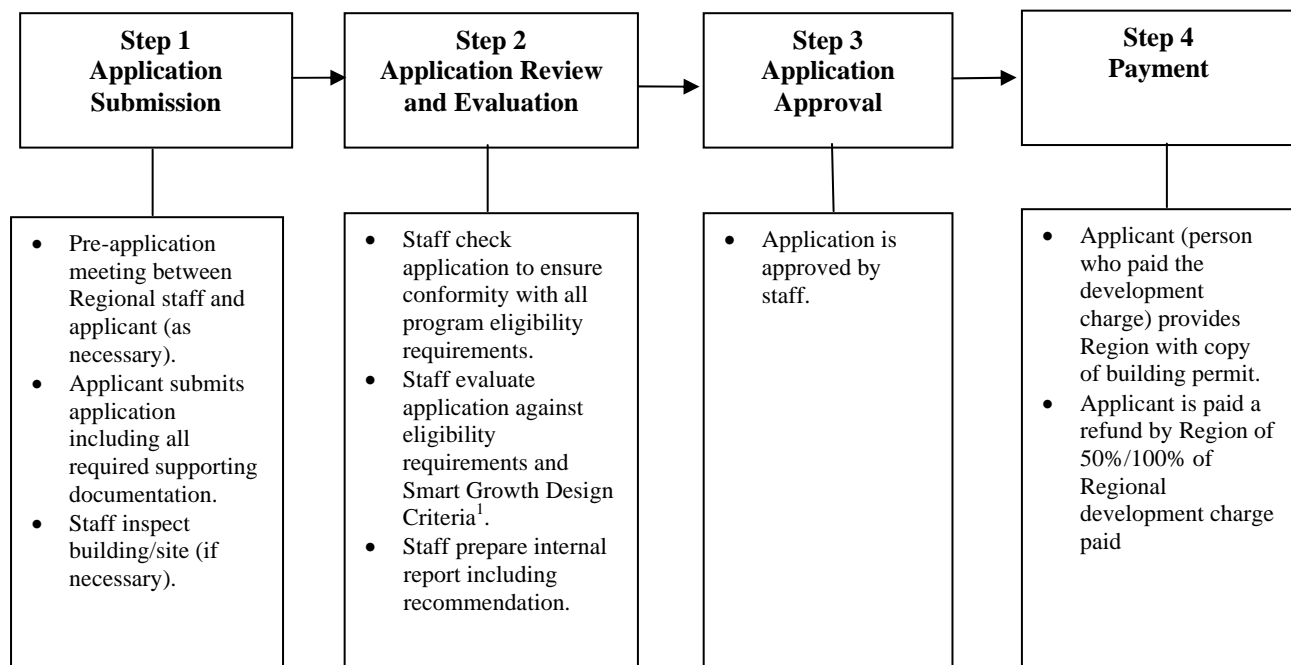 Step 1
Application
Submission
Step 2
Application Review
and Evaluation
Step 3
Application
Approval
Step 4
Payment
• Pre-application
meeting between
Regional staff and
applicant (as
necessary).
• Applicant submits
application
including all
required supporting
documentation.
• Staff inspect
building/site (if
necessary).
• Staff check
application to ensure
conformity with all
program eligibility
requirements.
• Staff evaluate
application against
eligibility
requirements and
Smart Growth Design
Criteria¹.
• Staff prepare internal
report including
recommendation.
• Application is
approved by
staff.
• Applicant (person
who paid the
development
charge) provides
Region with copy
of building permit.
• Applicant is paid a
refund by Region of
50%/100% of
Regional
development charge
paid